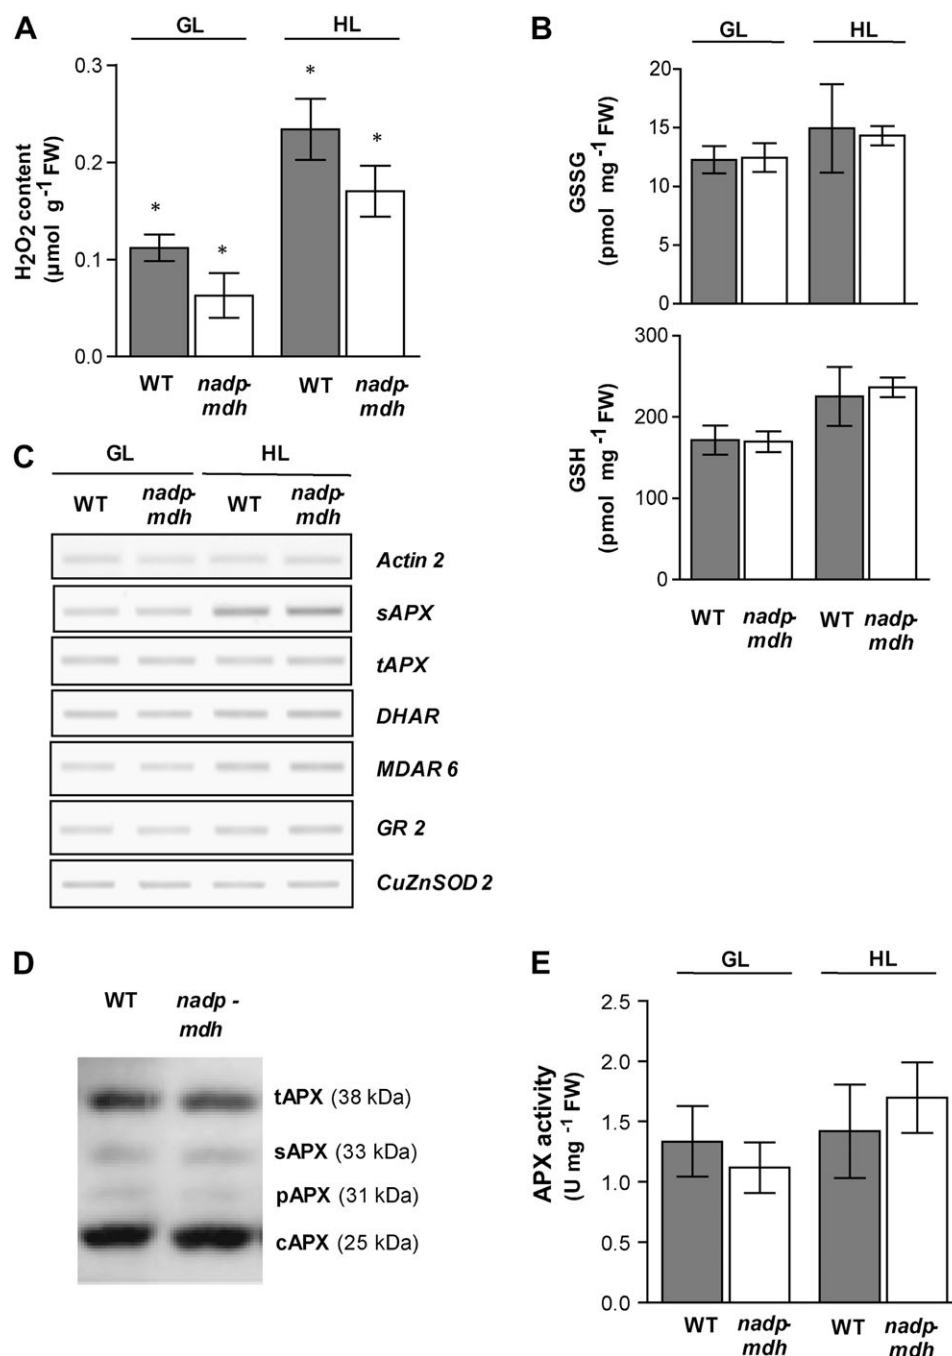 A
GL
HL
H2O2 content
(µmol g-1 FW)
0.3
0.2
0.1
0.0
*
*
*
*
WT
nadp-
mdh
WT
nadp-
mdh
B
GL
HL
GSSG
(pmol mg -1 FW)
20
15
10
5
0
GSH
(pmol mg -1 FW)
300
200
100
0
WT
nadp-
mdh
WT
nadp-
mdh
C
GL
HL
WT
nadp-
mdh
WT
nadp-
mdh
Actin 2
sAPX
tAPX
DHAR
MDAR 6
GR 2
CuZnSOD 2
D
WT
nadp -
mdh
tAPX (38 kDa)
sAPX (33 kDa)
pAPX (31 kDa)
cAPX (25 kDa)
E
GL
HL
APX activity
(U mg -1 FW)
2.5
2.0
1.5
1.0
0.5
0.0
WT
nadp-
mdh
WT
nadp-
mdh